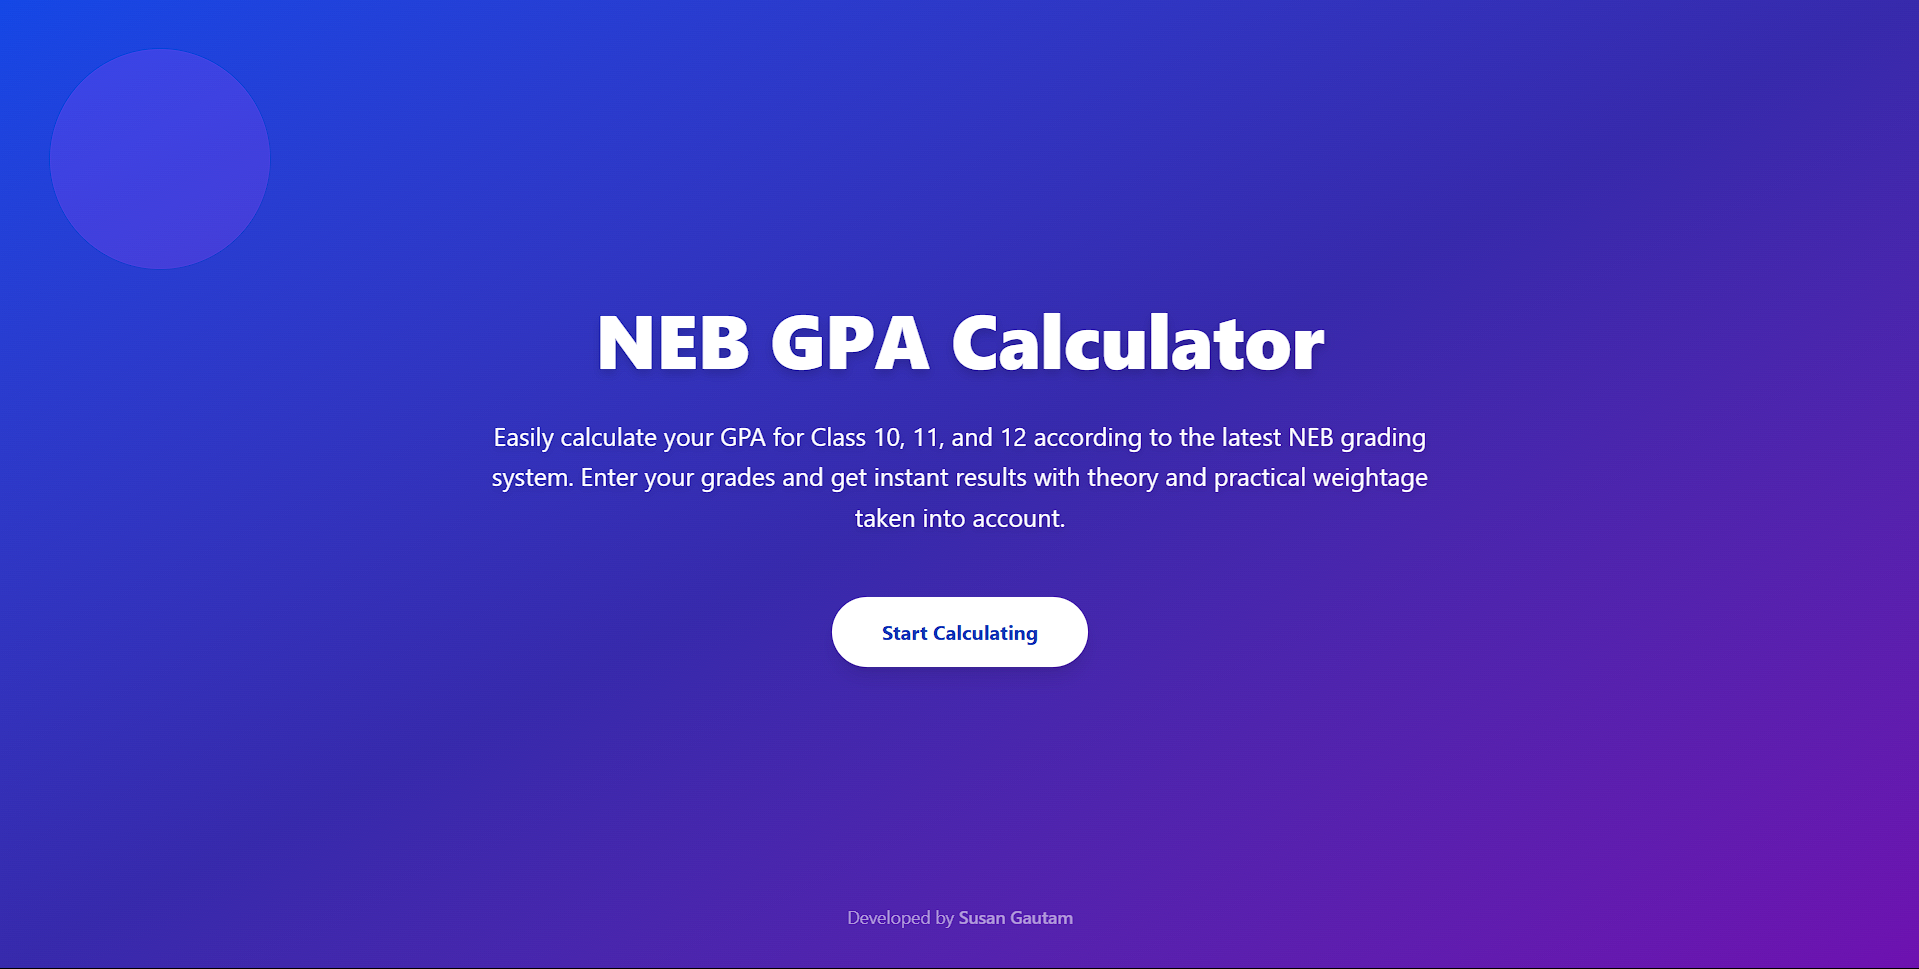 NEB GPA Calculator
Easily calculate your GPA for Class 10, 11, and 12 according to the latest NEB grading
system. Enter your grades and get instant results with theory and practical weightage
taken into account.
Start Calculating
Developed by Susan Gautam